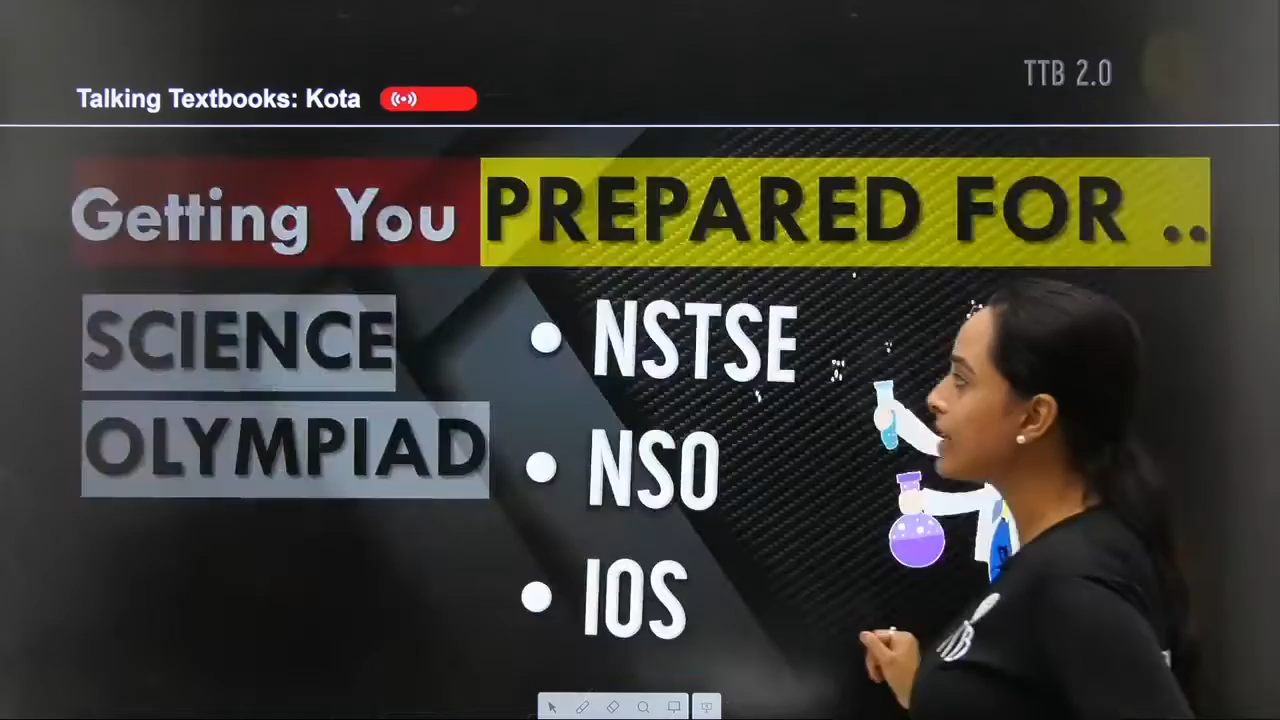 TTB 2.0
Talking Textbooks: Kota
Getting You PREPARED FOR ..
SCIENCE
OLYMPIAD
• NSTSE
• NSO
• IOS